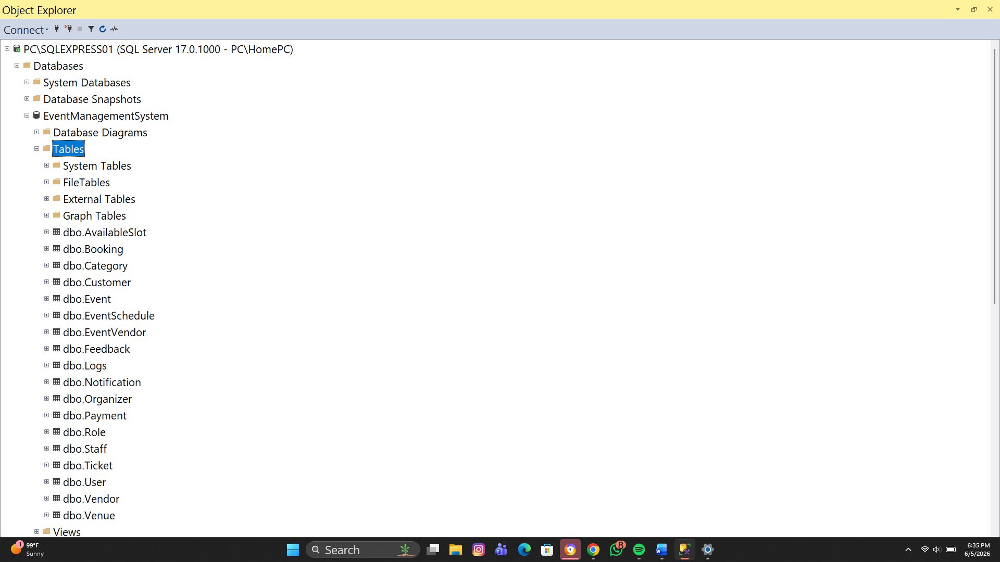 Object Explorer
Connect
PC\SQLEXPRESS01 (SQL Server 17.0.1000 - PC\HomePC)
Databases
System Databases
Database Snapshots
EventManagementSystem
Database Diagrams
Tables
System Tables
FileTables
External Tables
Graph Tables
dbo.AvailableSlot
dbo.Booking
dbo.Category
dbo.Customer
dbo.Event
dbo.EventSchedule
dbo.EventVendor
dbo.Feedback
dbo.Logs
dbo.Notification
dbo.Organizer
dbo.Payment
dbo.Role
dbo.Staff
dbo.Ticket
dbo.User
dbo.Vendor
dbo.Venue
Views
1
99°F
Sunny
Search
8
6:35 PM
6/5/2026